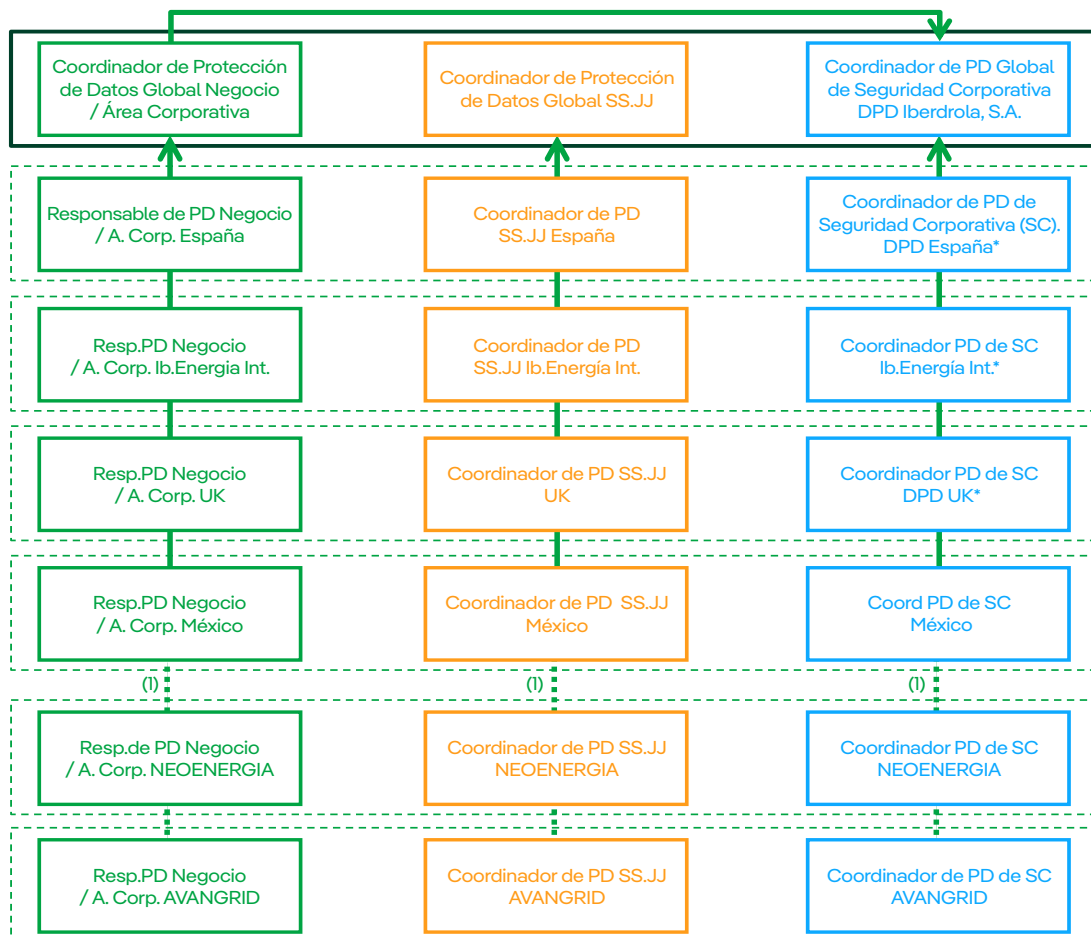 Coordinador de Protección
de Datos Global Negocio
/ Área Corporativa
Coordinador de Protección
de Datos Global SS.JJ
Coordinador de PD Global
de Seguridad Corporativa
DPD Iberdrola, S.A.
Responsable de PD Negocio
/ A. Corp. España
Coordinador de PD
SS.JJ España
Coordinador de PD de
Seguridad Corporativa (SC).
DPD España*
Resp.PD Negocio
/ A. Corp. Ib.Energia Int.
Coordinador de PD
SS.JJ Ib.Energía Int.
Coordinador PD de SC
Ib.Energía Int.*
Resp.PD Negocio
/ A. Corp. UK
Coordinador de PD SS.JJ
UK
Coordinador PD de SC
DPD UK*
Resp.PD Negocio
/ A. Corp. México
Coordinador de PD  SS.JJ
México
Coord PD de SC
México
(1)
(1)
(1)
Resp.de PD Negocio
/ A. Corp. NEOENERGIA
Coordinador de PD SS.JJ
NEOENERGIA
Coordinador PD de SC
NEOENERGIA
Resp.PD Negocio
/ A. Corp. AVANGRID
Coordinador de PD SS.JJ
AVANGRID
Coordinador de PD de SC
AVANGRID